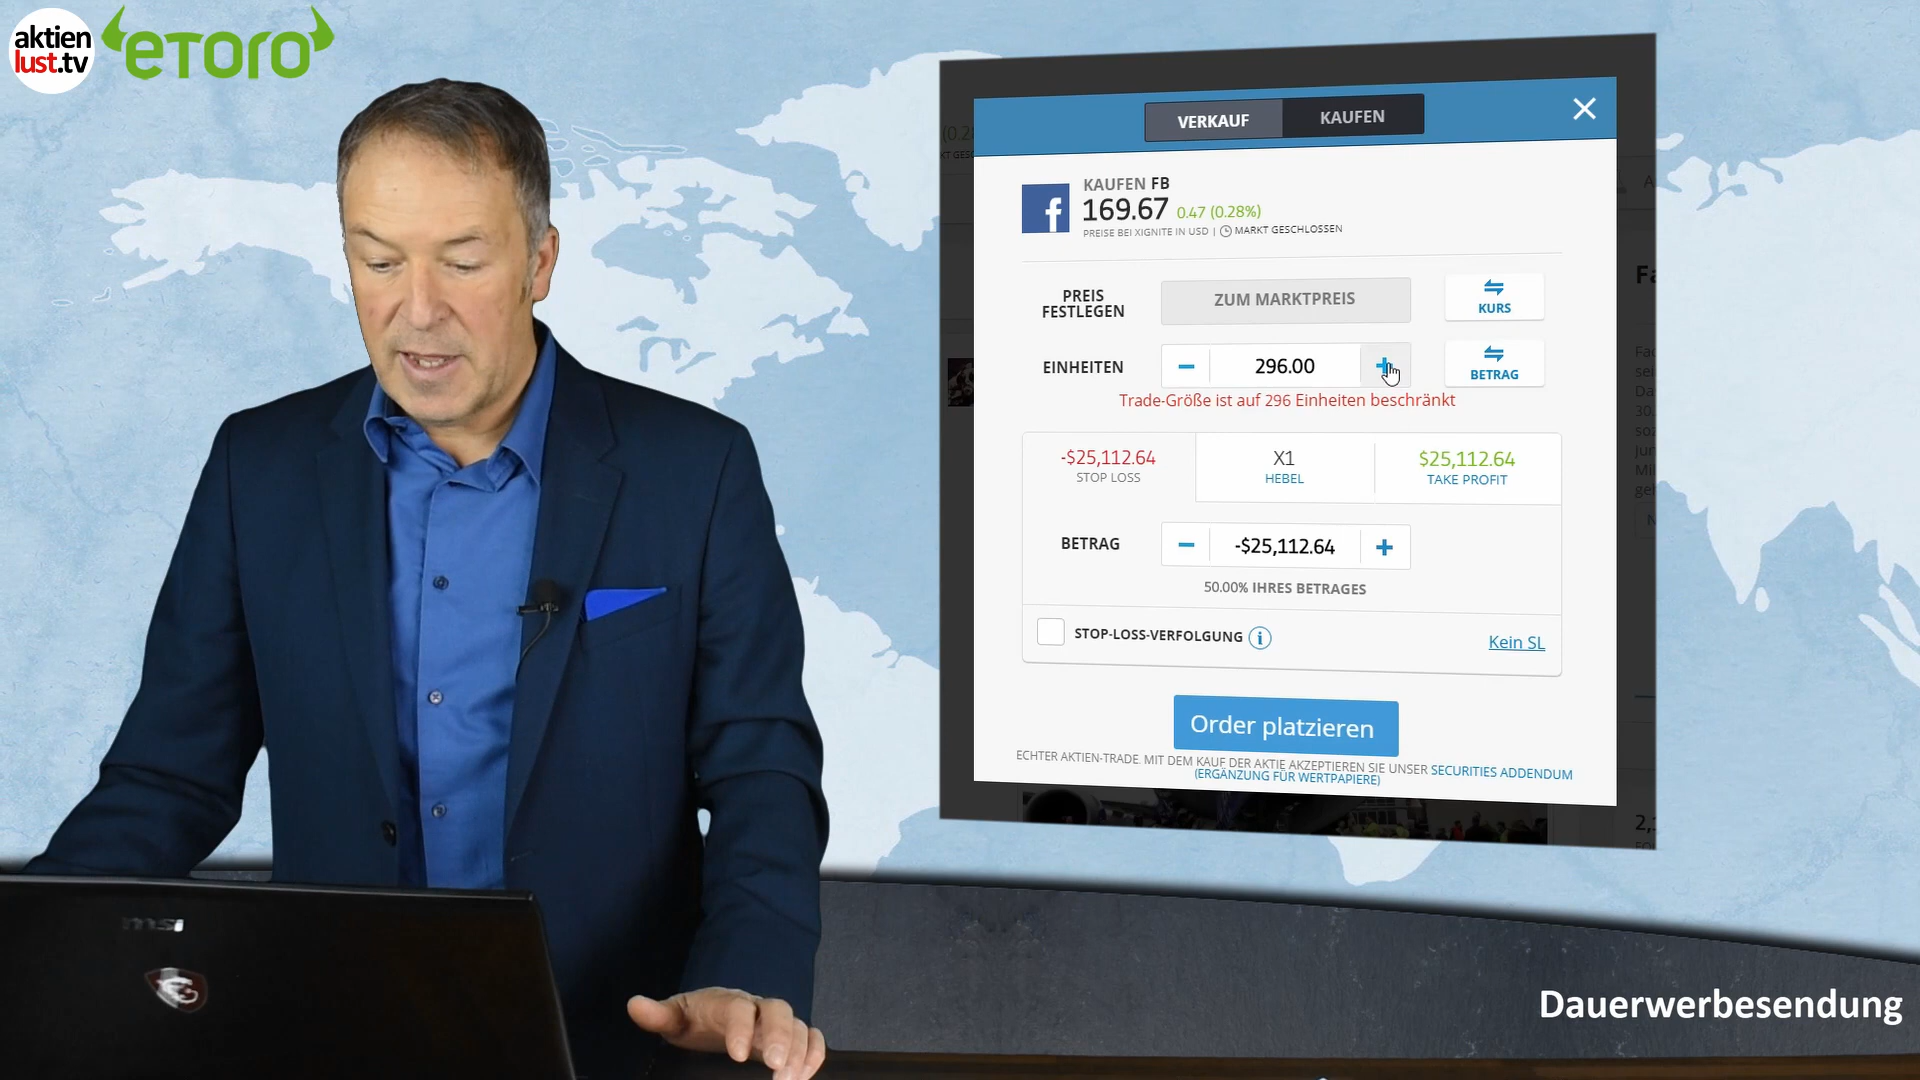 aktien
lust.tv
eToro
VERKAUF
KAUFEN
KAUFEN FB
169.67 0.47 (0.28%)
PREISE BEI XIGNITE IN USD | MARKT GESCHLOSSEN
PREIS
FESTLEGEN
ZUM MARKTPREIS
KURS
EINHEITEN
296.00
BETRAG
Trade-Größe ist auf 296 Einheiten beschränkt
-$25,112.64
STOP LOSS
X1
HEBEL
$25,112.64
TAKE PROFIT
BETRAG
-$25,112.64
50.00% IHRES BETRAGES
STOP-LOSS-VERFOLGUNG
Kein SL
Order platzieren
ECHTER AKTIEN-TRADE. MIT DEM KAUF DER AKTIE AKZEPTIEREN SIE UNSER SECURITIES ADDENDUM
(ERGÄNZUNG FÜR WERTPAPIERE)
msi
Dauerwerbesendung